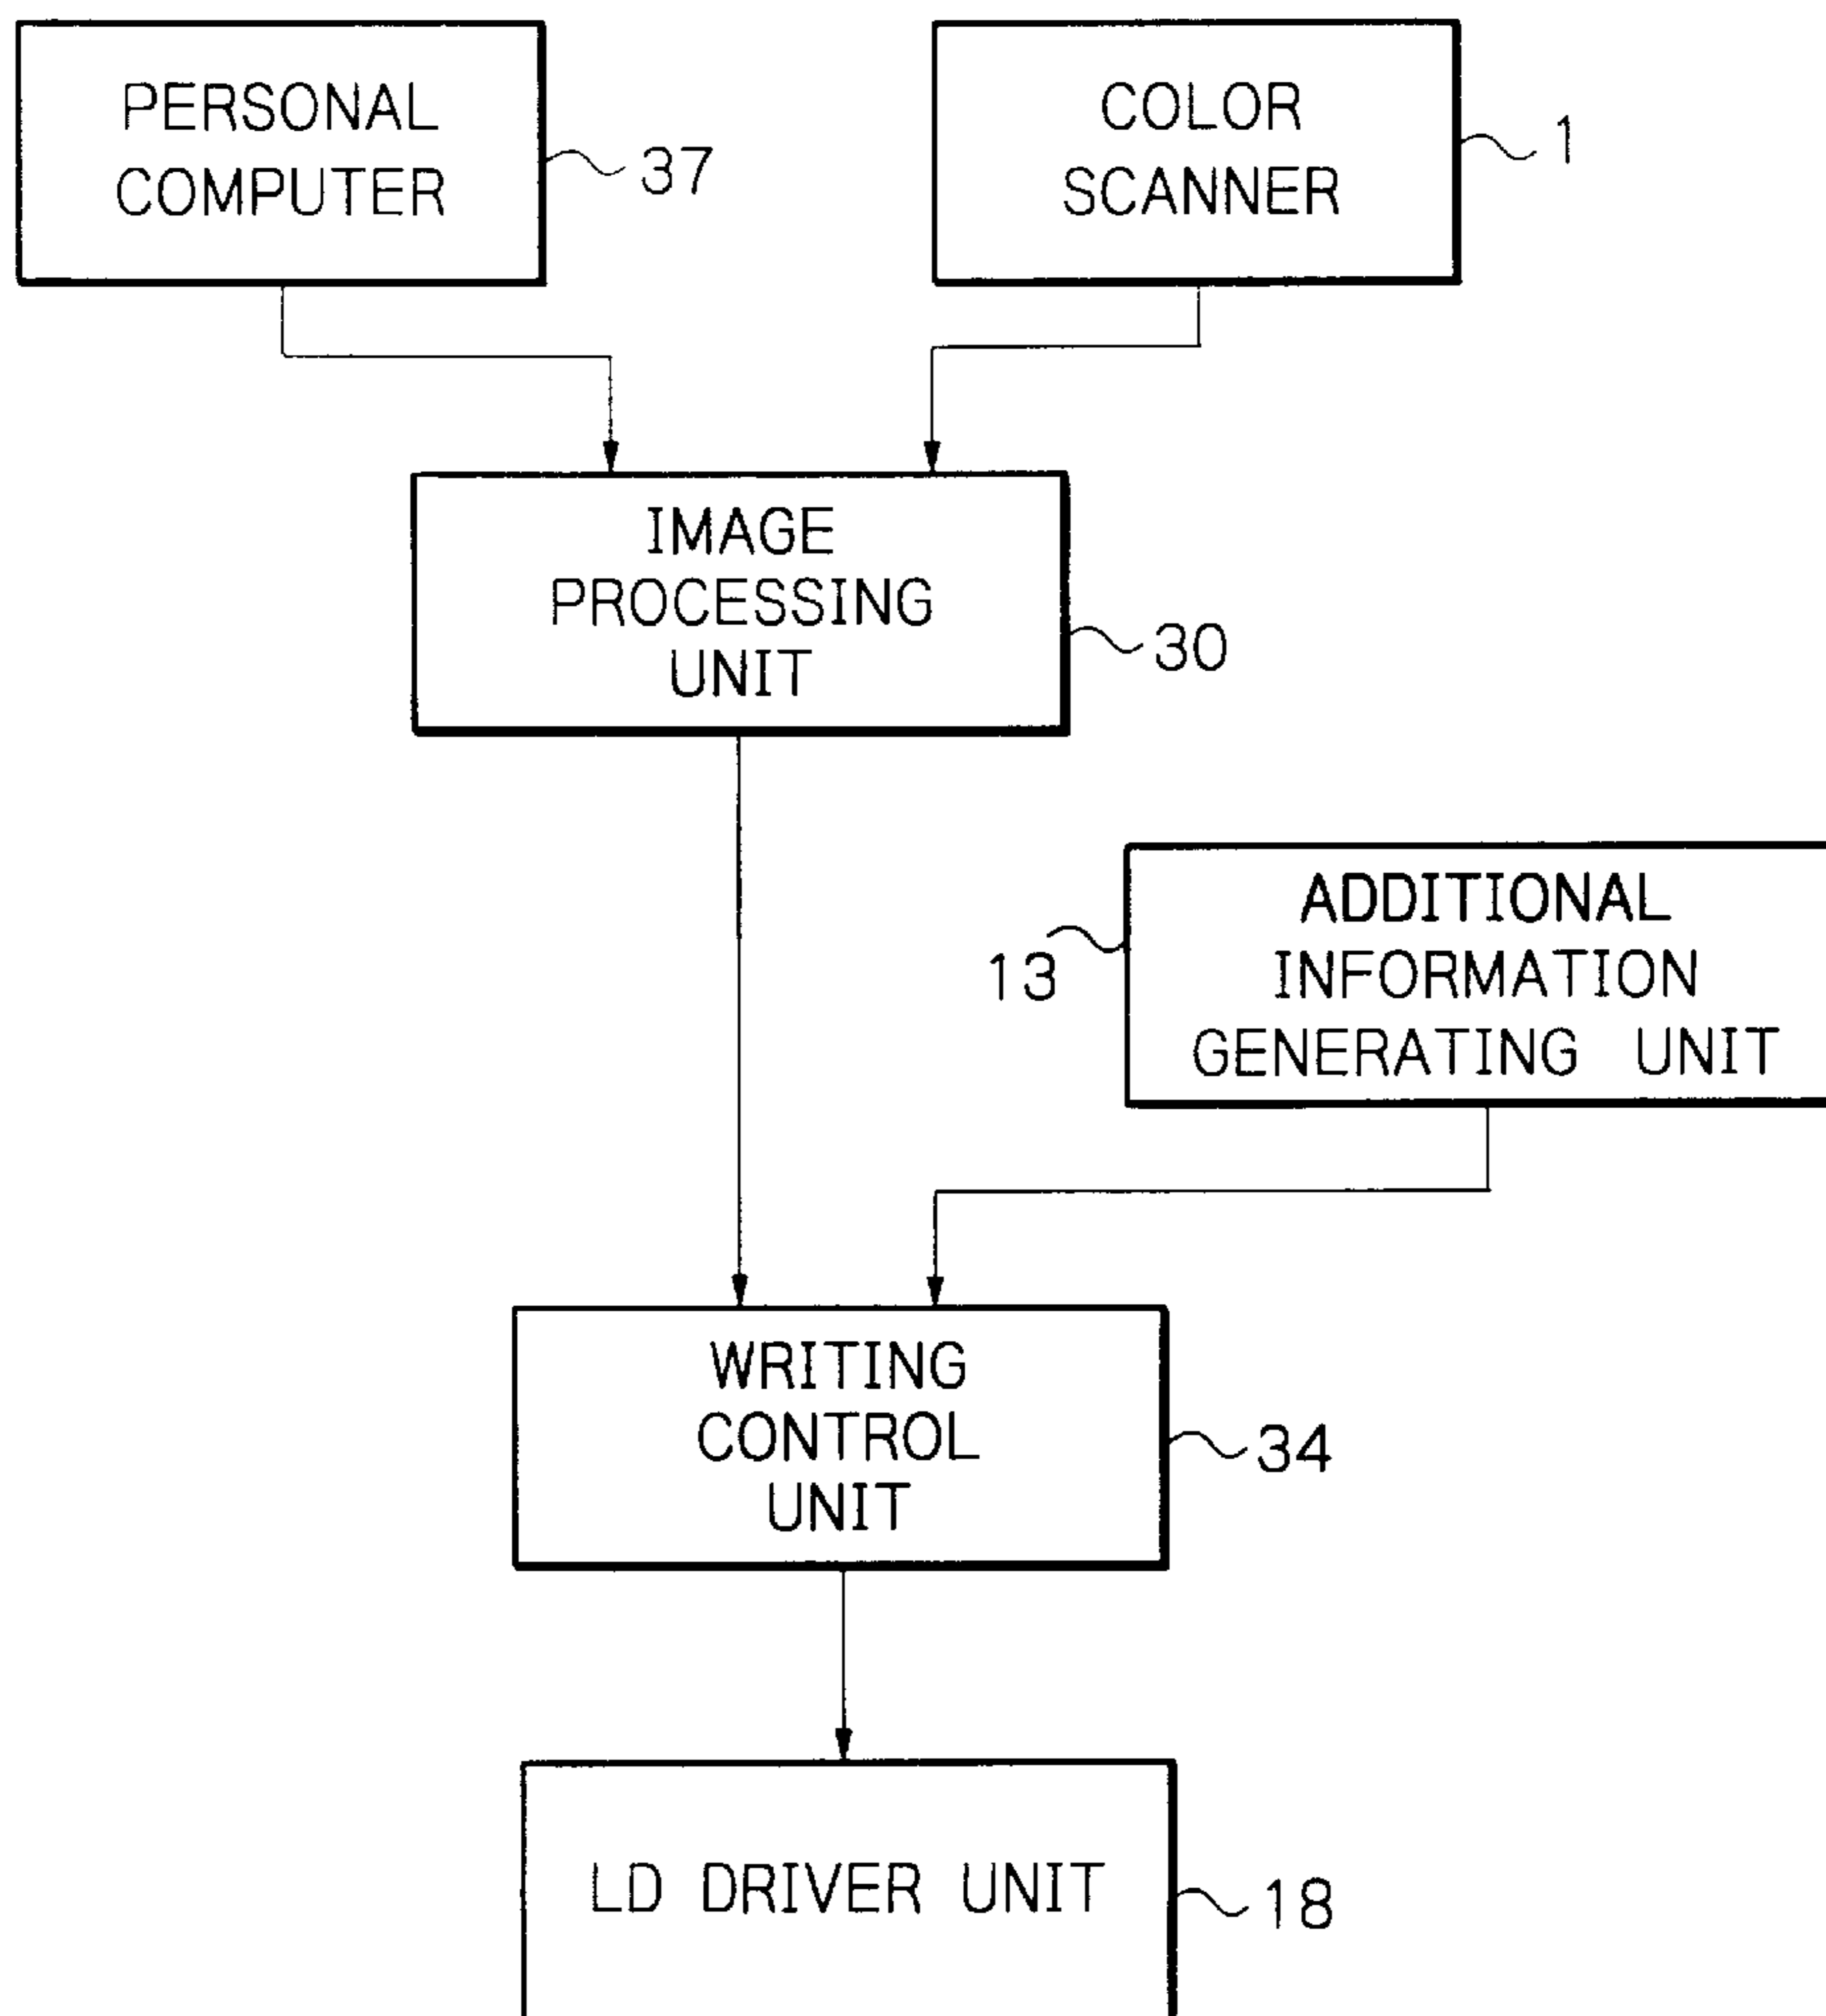 PERSONAL
COMPUTER
37
COLOR
SCANNER
1
IMAGE
PROCESSING
UNIT
30
ADDITIONAL
INFORMATION
GENERATING UNIT
13
WRITING
CONTROL
UNIT
34
LD DRIVER UNIT
18